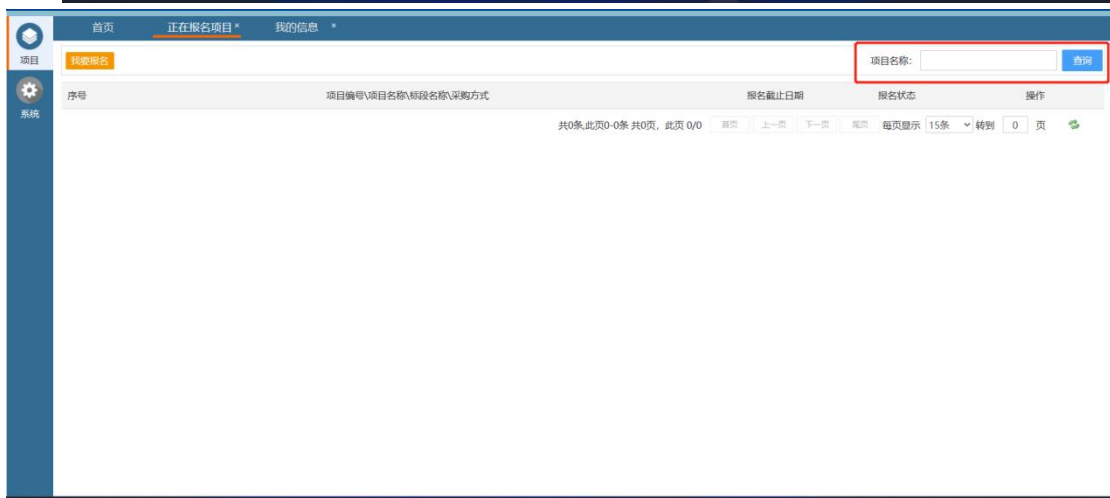 首页 正在报名项目 × 我的信息 ×
项目
我要报名 项目名称: 查询
系统
序号 项目编号\项目名称\标段名称\采购方式 报名截止日期 报名状态 操作
共0条,此页0-0条 共0页，此页 0/0 首页 上一页 下一页 尾页 每页显示 15条 转到 0 页